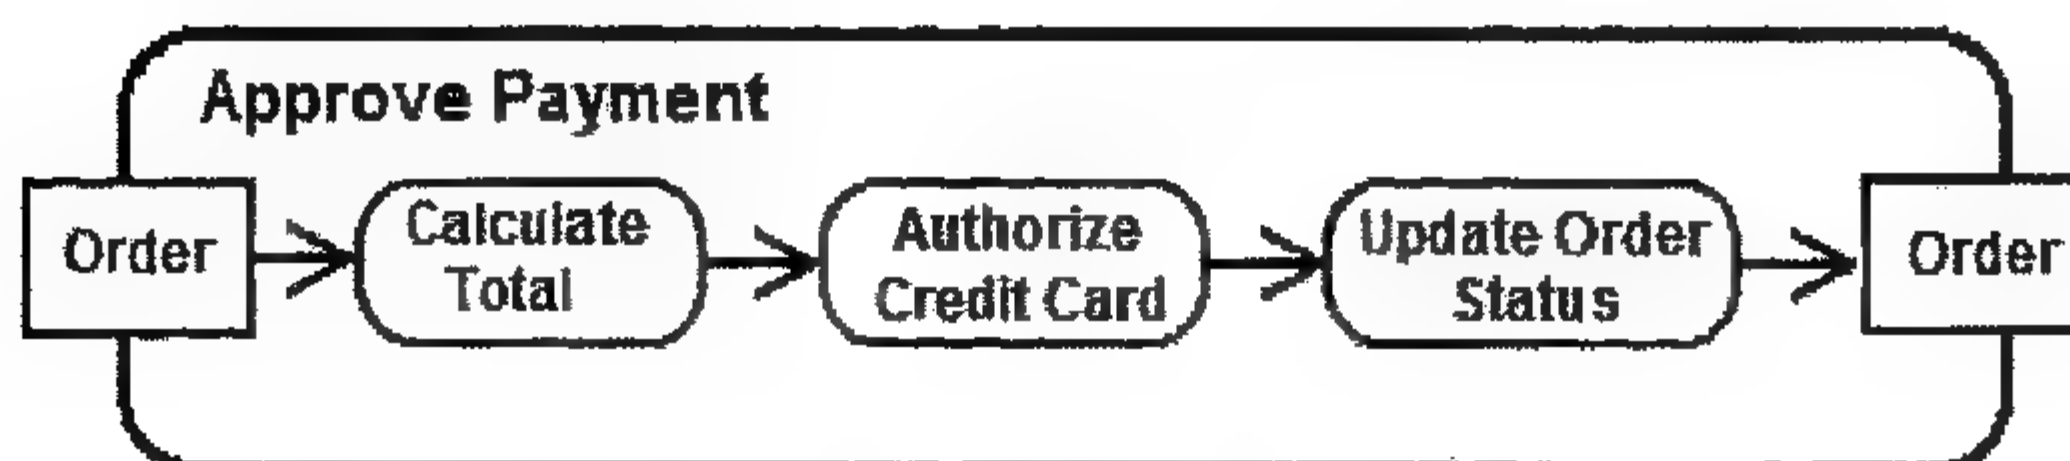 Approve Payment
Order
Calculate
Total
Authorize
Credit Card
Update Order
Status
Order